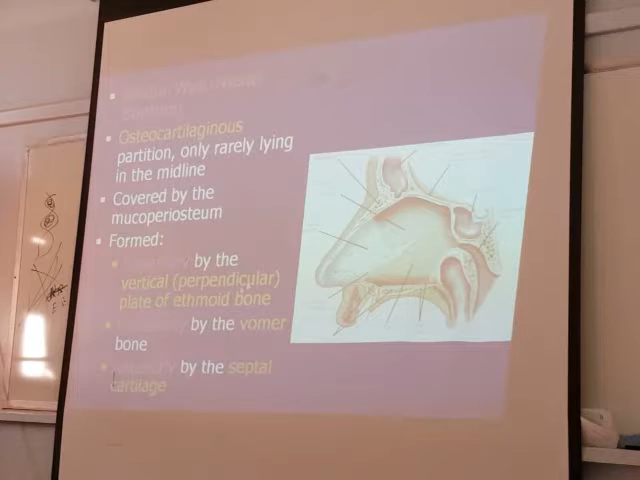 Osteocartilaginous
partition, only rarely lying
in the midline
Covered by the
mucoperiosteum
Formed:
by the
vertical (perpendicular)
plate of ethmoid bone
by the vomer
bone
by the septal
cartilage